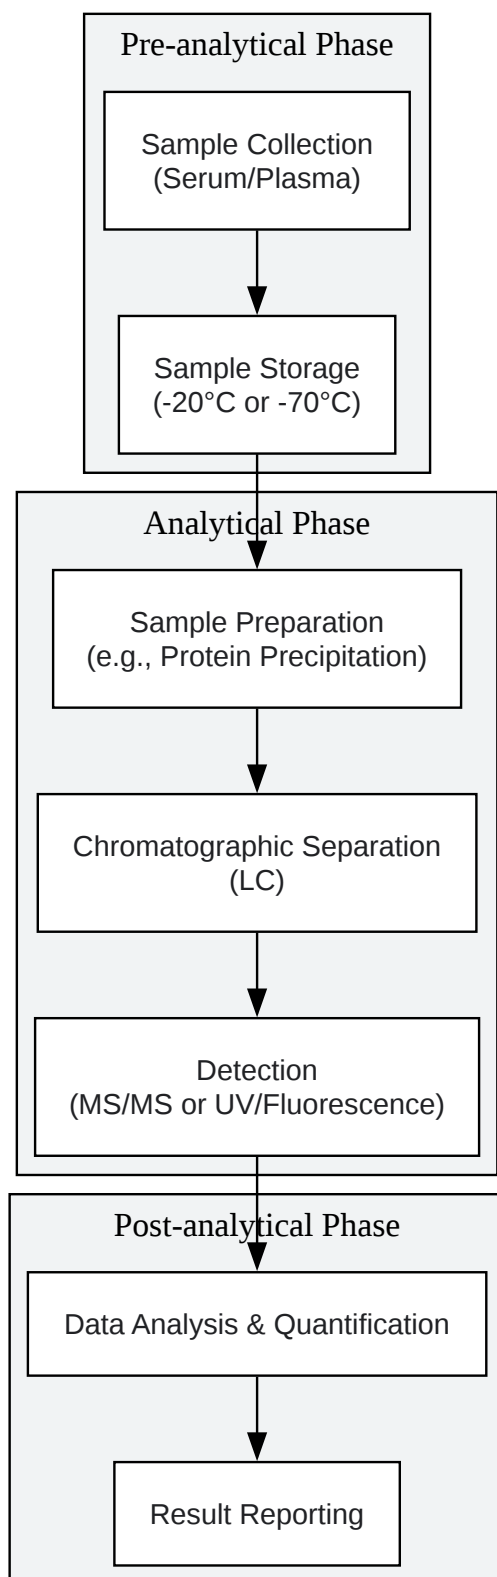 Pre-analytical Phase
Sample Collection
(Serum/Plasma)
Sample Storage
(-20°C or -70°C)
Analytical Phase
Sample Preparation
(e.g., Protein Precipitation)
Chromatographic Separation
(LC)
Detection
(MS/MS or UV/Fluorescence)
Post-analytical Phase
Data Analysis & Quantification
Result Reporting